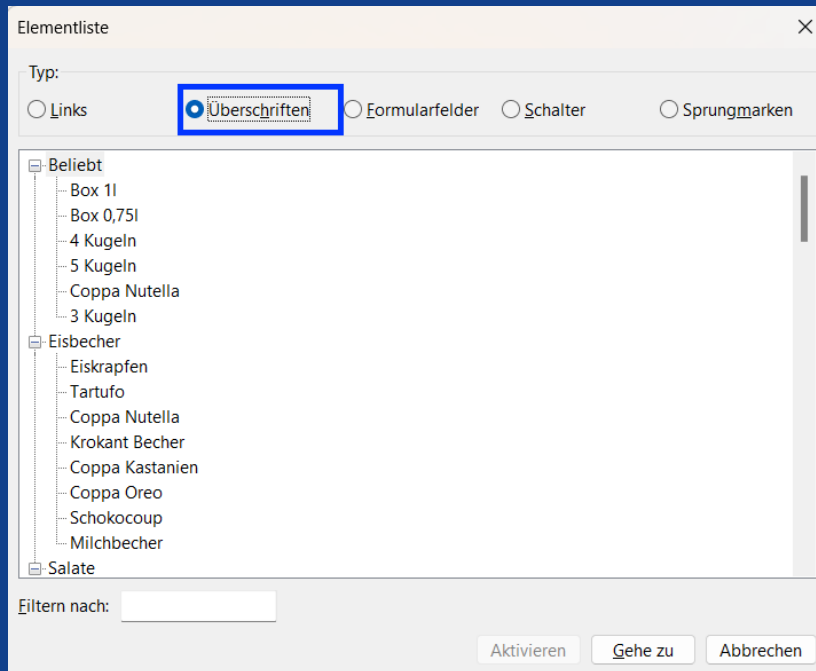 Elementliste
Typ:
Links Überschriften Formularfelder Schalter Sprungmarken
Beliebt
Box 1l
Box 0,75l
4 Kugeln
5 Kugeln
Coppa Nutella
3 Kugeln
Eisbecher
Eiskrapfen
Tartufo
Coppa Nutella
Krokant Becher
Coppa Kastanien
Coppa Oreo
Schokocoup
Milchbecher
Salate
Filtern nach:
Aktivieren Gehe zu Abbrechen